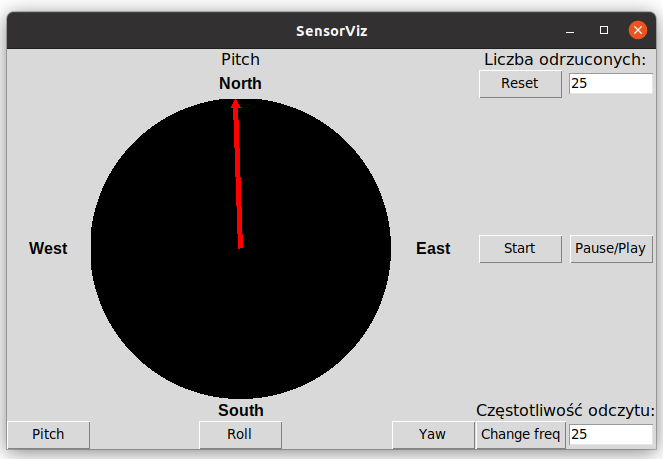 SensorViz
Pitch
Liczba odrzuconych:
North
Reset
25
West
East
Start
Pause/Play
South
Częstotliwość odczytu:
Pitch
Roll
Yaw
Change freq
25